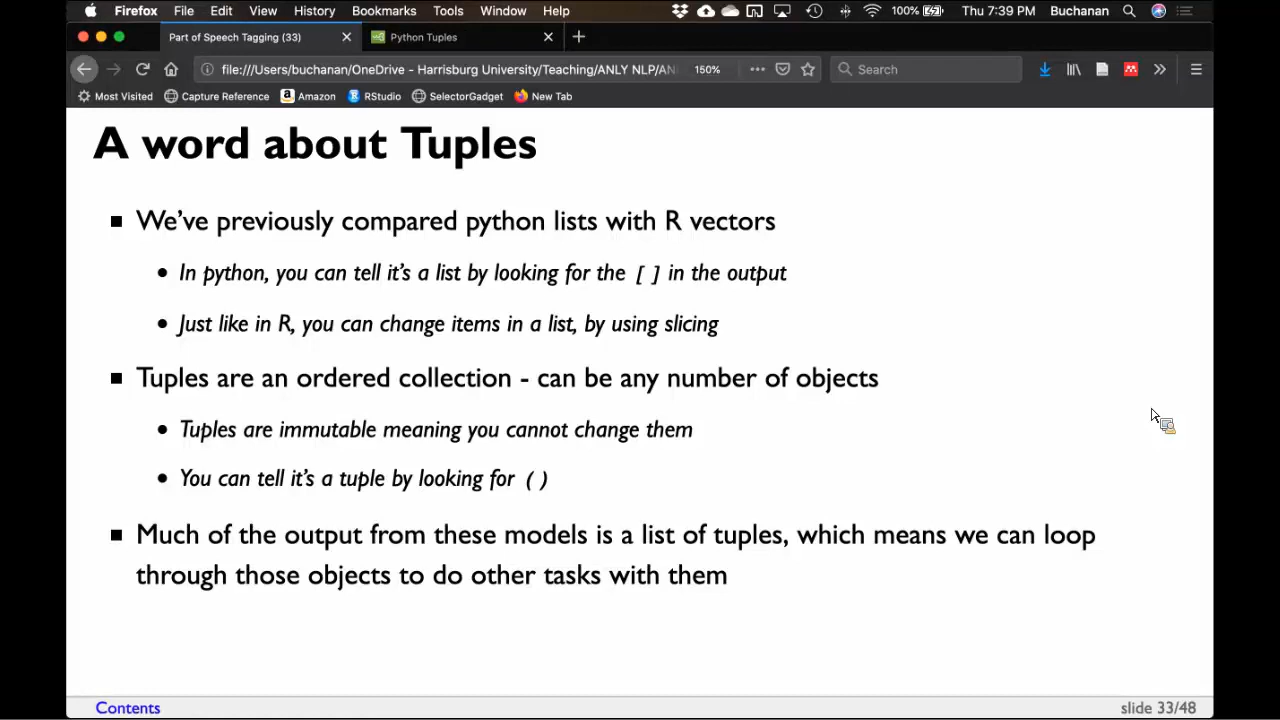 Firefox File Edit View History Bookmarks Tools Window Help 100% Thu 7:39 PM Buchanan
Part of Speech Tagging (33) Python Tuples
file:///Users/buchanan/OneDrive - Harrisburg University/Teaching/ANLY NLP/AN 150% Search
Most Visited Capture Reference Amazon RStudio SelectorGadget New Tab
A word about Tuples
We've previously compared python lists with R vectors
In python, you can tell it's a list by looking for the [ ] in the output
Just like in R, you can change items in a list, by using slicing
Tuples are an ordered collection - can be any number of objects
Tuples are immutable meaning you cannot change them
You can tell it's a tuple by looking for ( )
Much of the output from these models is a list of tuples, which means we can loop
through those objects to do other tasks with them
Contents slide 33/48